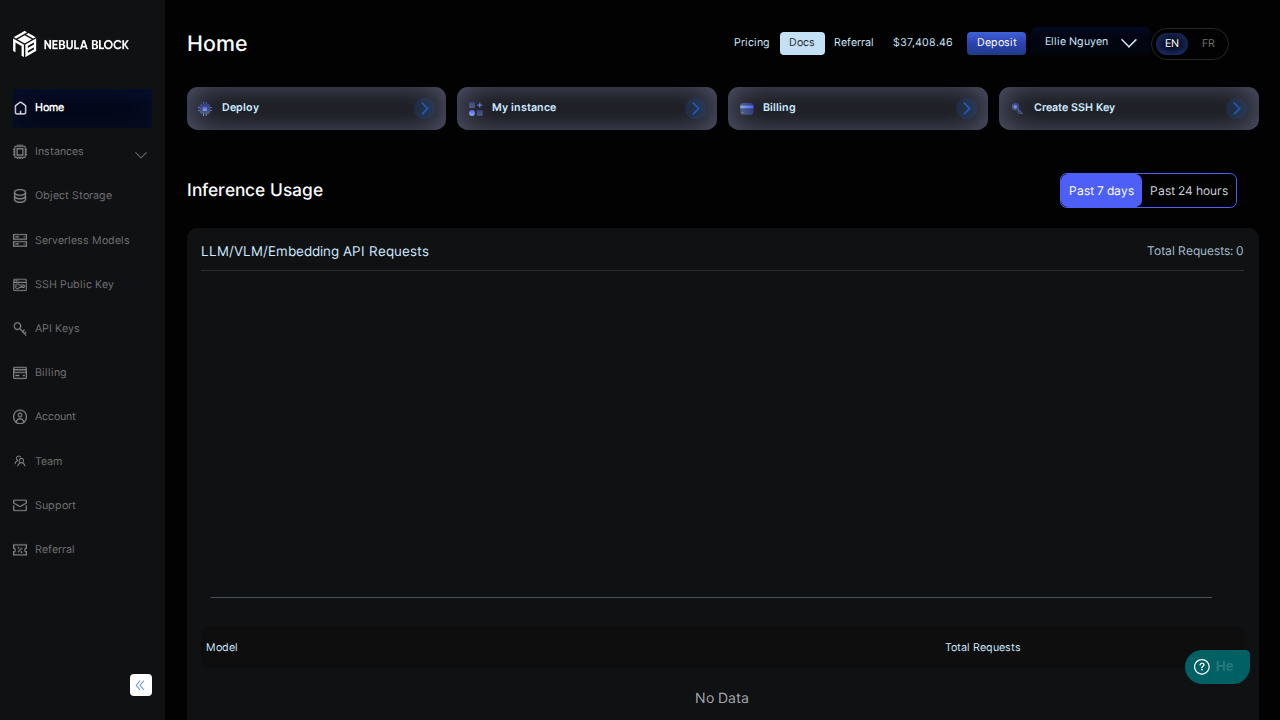 NEBULA BLOCK
Home
Instances
Object Storage
Serverless Models
SSH Public Key
API Keys
Billing
Account
Team
Support
Referral
Home
Pricing
Docs
Referral
$37,408.46
Deposit
Ellie Nguyen
EN
FR
Deploy
My instance
Billing
Create SSH Key
Inference Usage
Past 7 days
Past 24 hours
LLM/VLM/Embedding API Requests
Total Requests: 0
Model
Total Requests
No Data
He